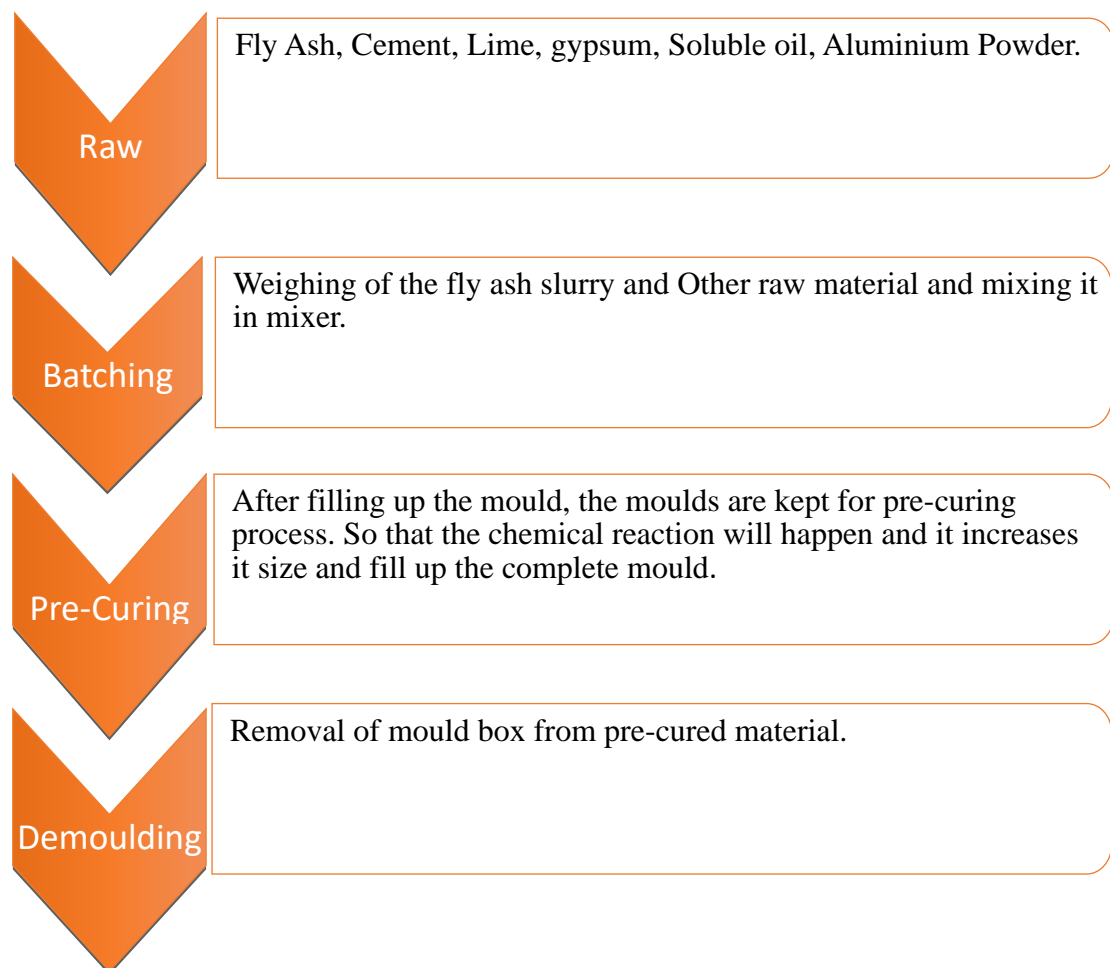 Fly Ash, Cement, Lime, gypsum, Soluble oil, Aluminium Powder.
Raw
Weighing of the fly ash slurry and Other raw material and mixing it
in mixer.
Batching
After filling up the mould, the moulds are kept for pre-curing
process. So that the chemical reaction will happen and it increases
it size and fill up the complete mould.
Pre-Curing
Removal of mould box from pre-cured material.
Demoulding